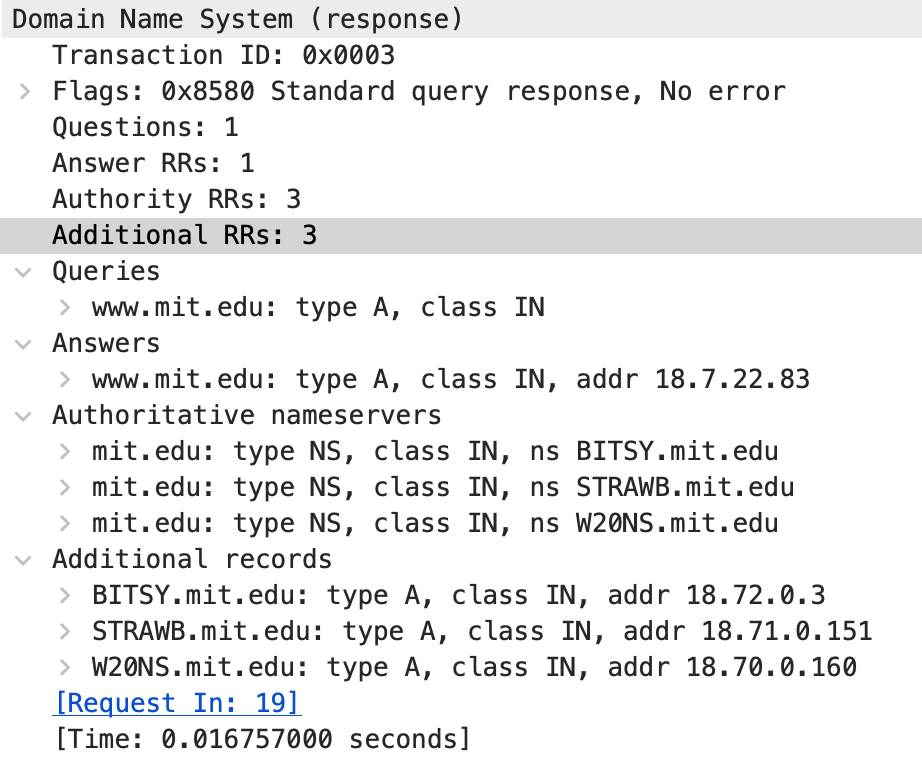 Domain Name System (response)
Transaction ID: 0x0003
Flags: 0x8580 Standard query response, No error
Questions: 1
Answer RRs: 1
Authority RRs: 3
Additional RRs: 3
Queries
www.mit.edu: type A, class IN
Answers
www.mit.edu: type A, class IN, addr 18.7.22.83
Authoritative nameservers
mit.edu: type NS, class IN, ns BITSY.mit.edu
mit.edu: type NS, class IN, ns STRAWB.mit.edu
mit.edu: type NS, class IN, ns W20NS.mit.edu
Additional records
BITSY.mit.edu: type A, class IN, addr 18.72.0.3
STRAWB.mit.edu: type A, class IN, addr 18.71.0.151
W20NS.mit.edu: type A, class IN, addr 18.70.0.160
[Request In: 19]
[Time: 0.016757000 seconds]